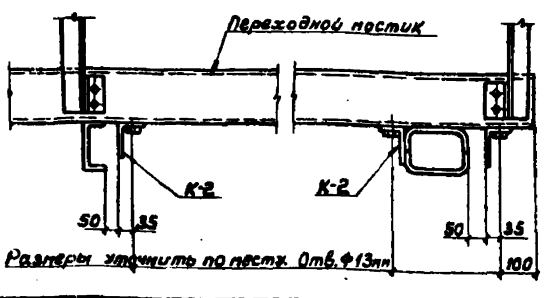 Переходной мостик
К-2
К-2
50
35
50
35
Размеры уточнить по месту Отв. Ф13мм
100